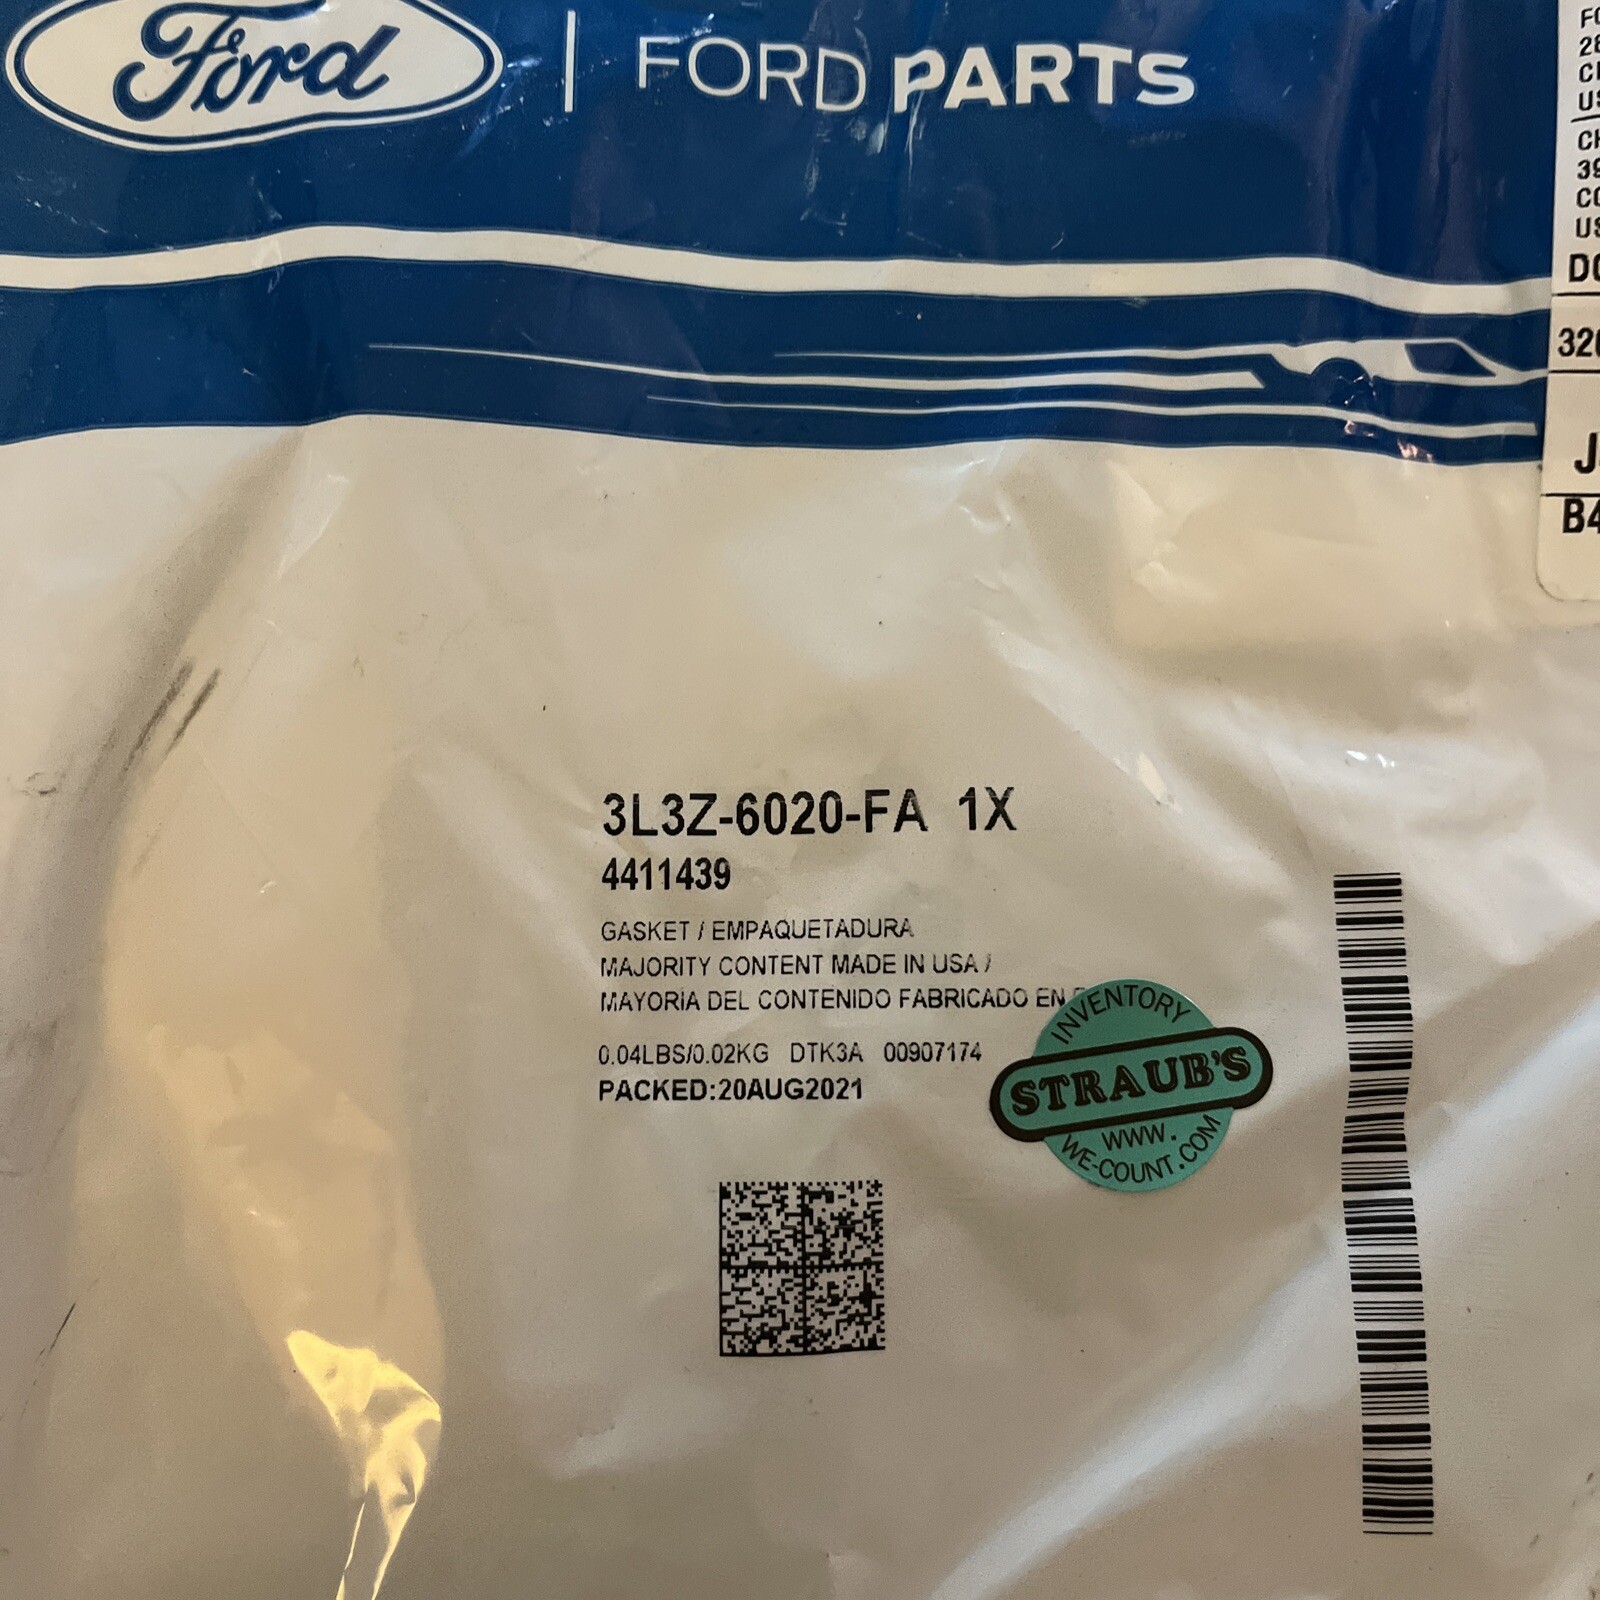 Ford
FORD PARTS
3L3Z-6020-FA 1X
4411439
GASKET / EMPAQUETADURA
MAJORITY CONTENT MADE IN USA /
MAYORIA DEL CONTENIDO FABRICADO EN
0.04LBS/0.02KG DTK3A 00907174
PACKED:20AUG2021
INVENTORY
STRAUB'S
WWW.
WE-COUNT.COM